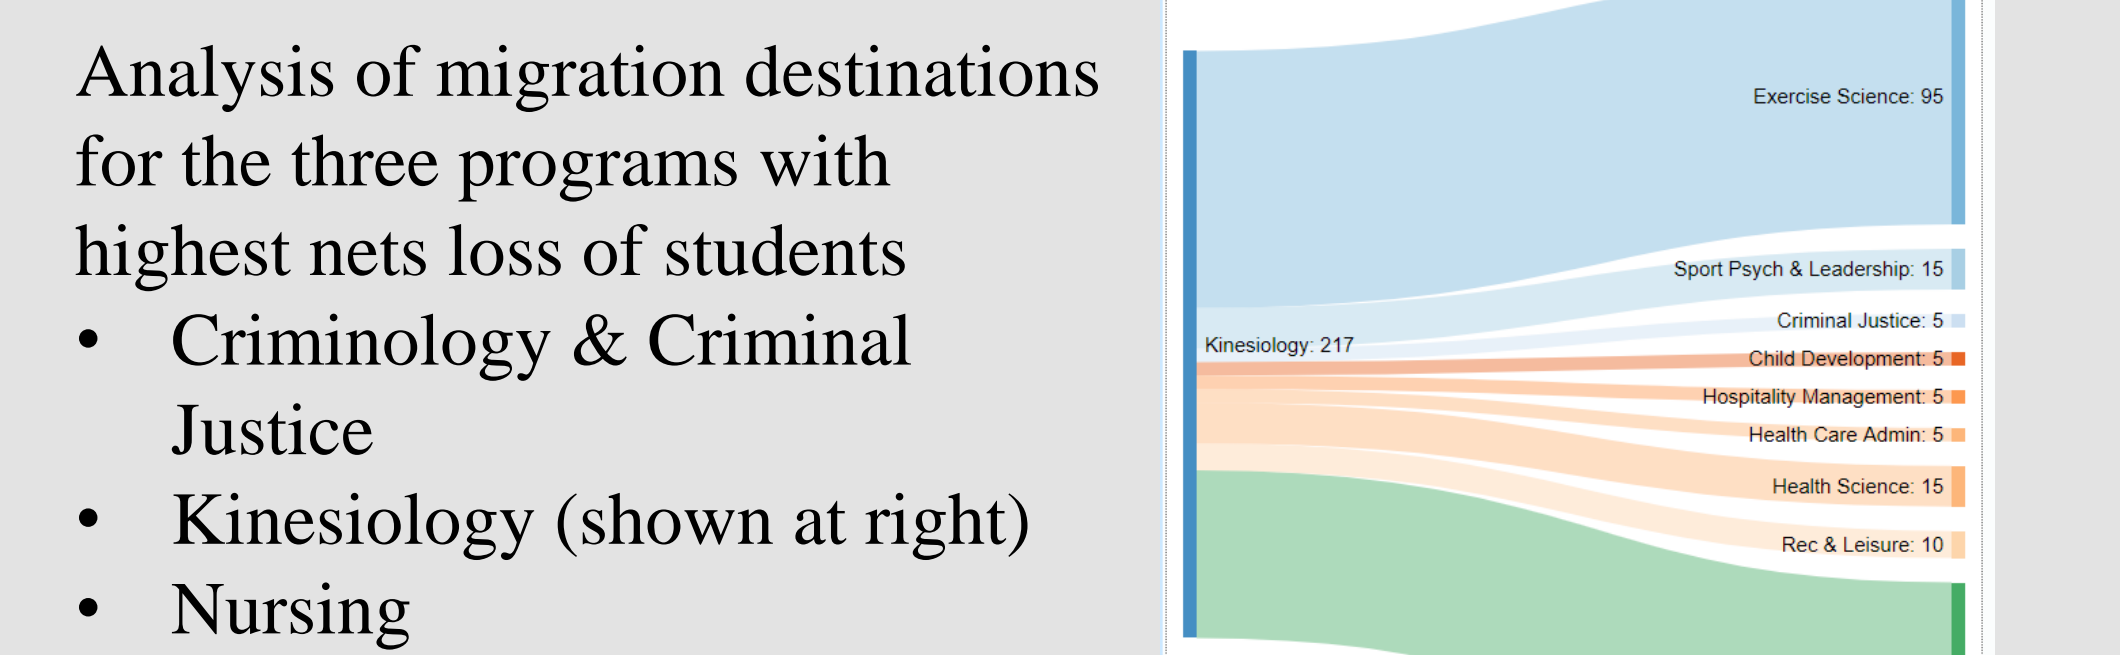 Analysis of migration destinations
for the three programs with
highest nets loss of students
• Criminology & Criminal
Justice
• Kinesiology (shown at right)
• Nursing
Exercise Science: 95
Sport Psych & Leadership: 15
Criminal Justice: 5
Kinesiology: 217
Child Development: 5
Hospitality Management: 5
Health Care Admin: 5
Health Science: 15
Rec & Leisure: 10